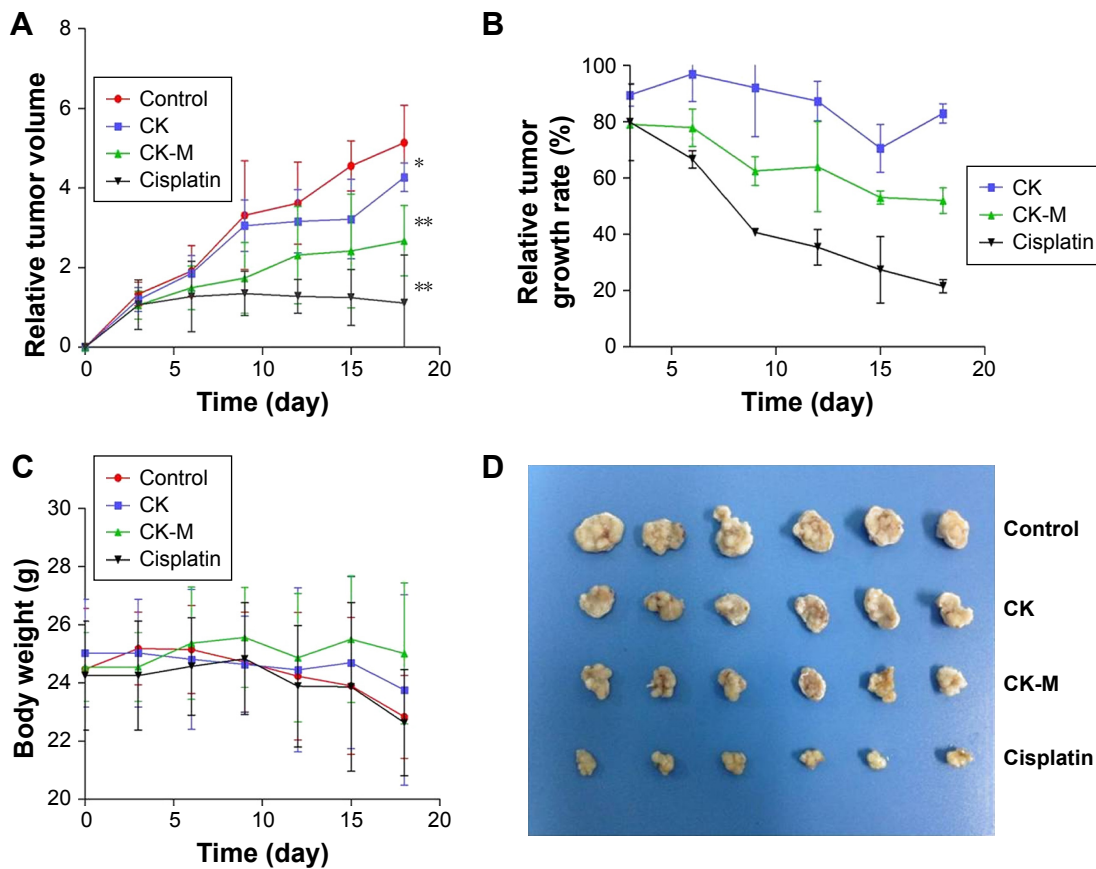 A
Relative tumor volume
8
6
4
2
0
Control
CK
CK-M
Cisplatin
*
**
**
0 5 10 15 20
Time (day)
B
Relative tumor
growth rate (%)
100
80
60
40
20
0
CK
CK-M
Cisplatin
5 10 15 20
Time (day)
C
Body weight (g)
30
28
26
24
22
20
Control
CK
CK-M
Cisplatin
0 5 10 15 20
Time (day)
D
Control
CK
CK-M
Cisplatin